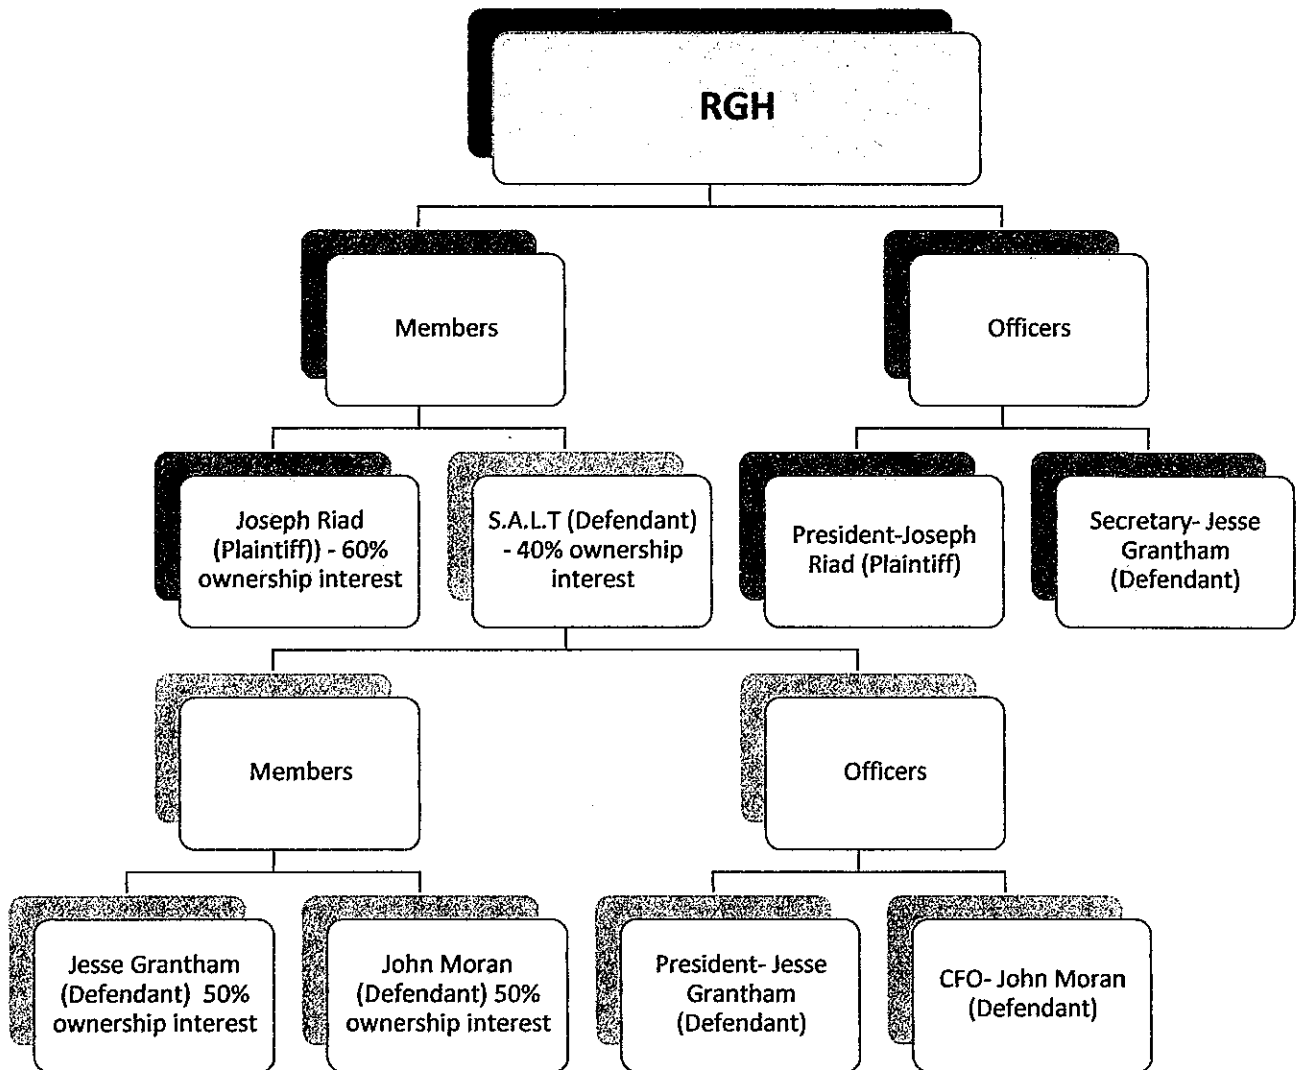 RGH
Members
Officers
Joseph Riad
(Plaintiff)) - 60%
ownership interest
S.A.L.T (Defendant)
- 40% ownership
interest
President-Joseph
Riad (Plaintiff)
Secretary- Jesse
Grantham
(Defendant)
Members
Officers
Jesse Grantham
(Defendant) 50%
ownership interest
John Moran
(Defendant) 50%
ownership interest
President- Jesse
Grantham
(Defendant)
CFO- John Moran
(Defendant)